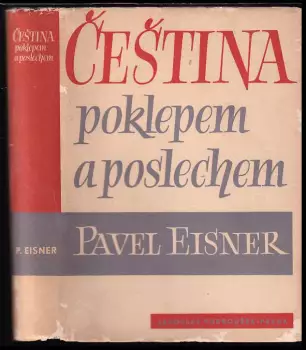 ČEŠTINA
poklepem
a poslechem
P. EISNER
ČEŠTINA
poklepem
a poslechem
PAVEL EISNER